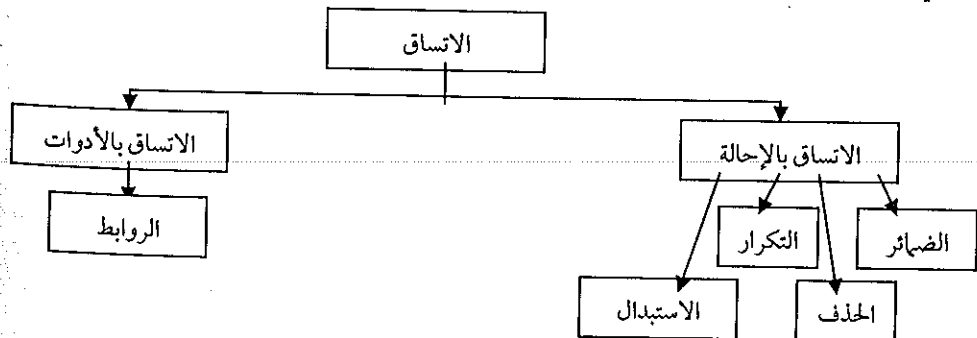 الاتساق
الاتساق بالإحالة
الاتساق بالأدوات
الضمائر
التكرار
الروابط
الحذف
الاستبدال